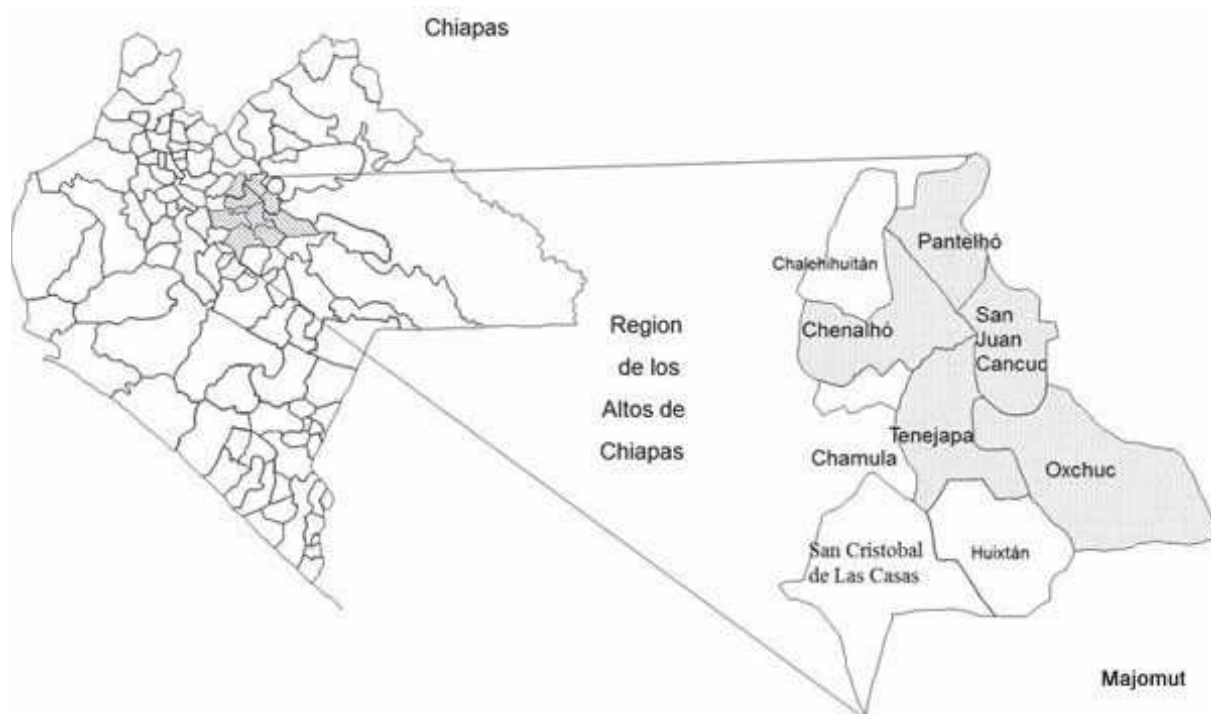 Chiapas
Pantelhó
Chalchihuitán
Region
de los
Altos de
Chiapas
Chenalhó
San
Juan
Cancuc
Tenejapa
Chamula
Oxchuc
San Cristobal
de Las Casas
Huixtán
Majomut